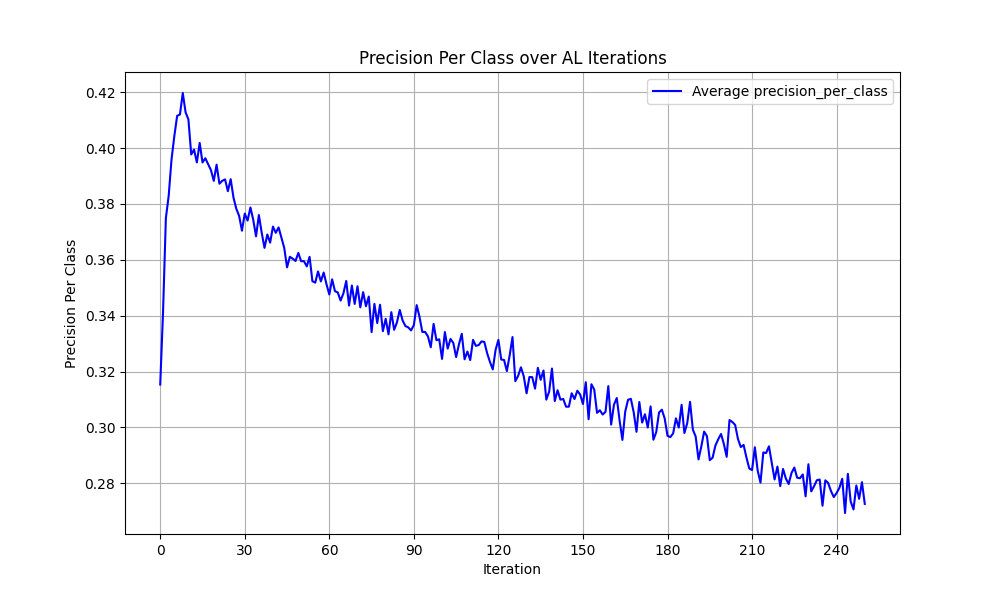 Precision Per Class over AL Iterations
Average precision_per_class
Precision Per Class
0.42
0.40
0.38
0.36
0.34
0.32
0.30
0.28
0 30 60 90 120 150 180 210 240
Iteration